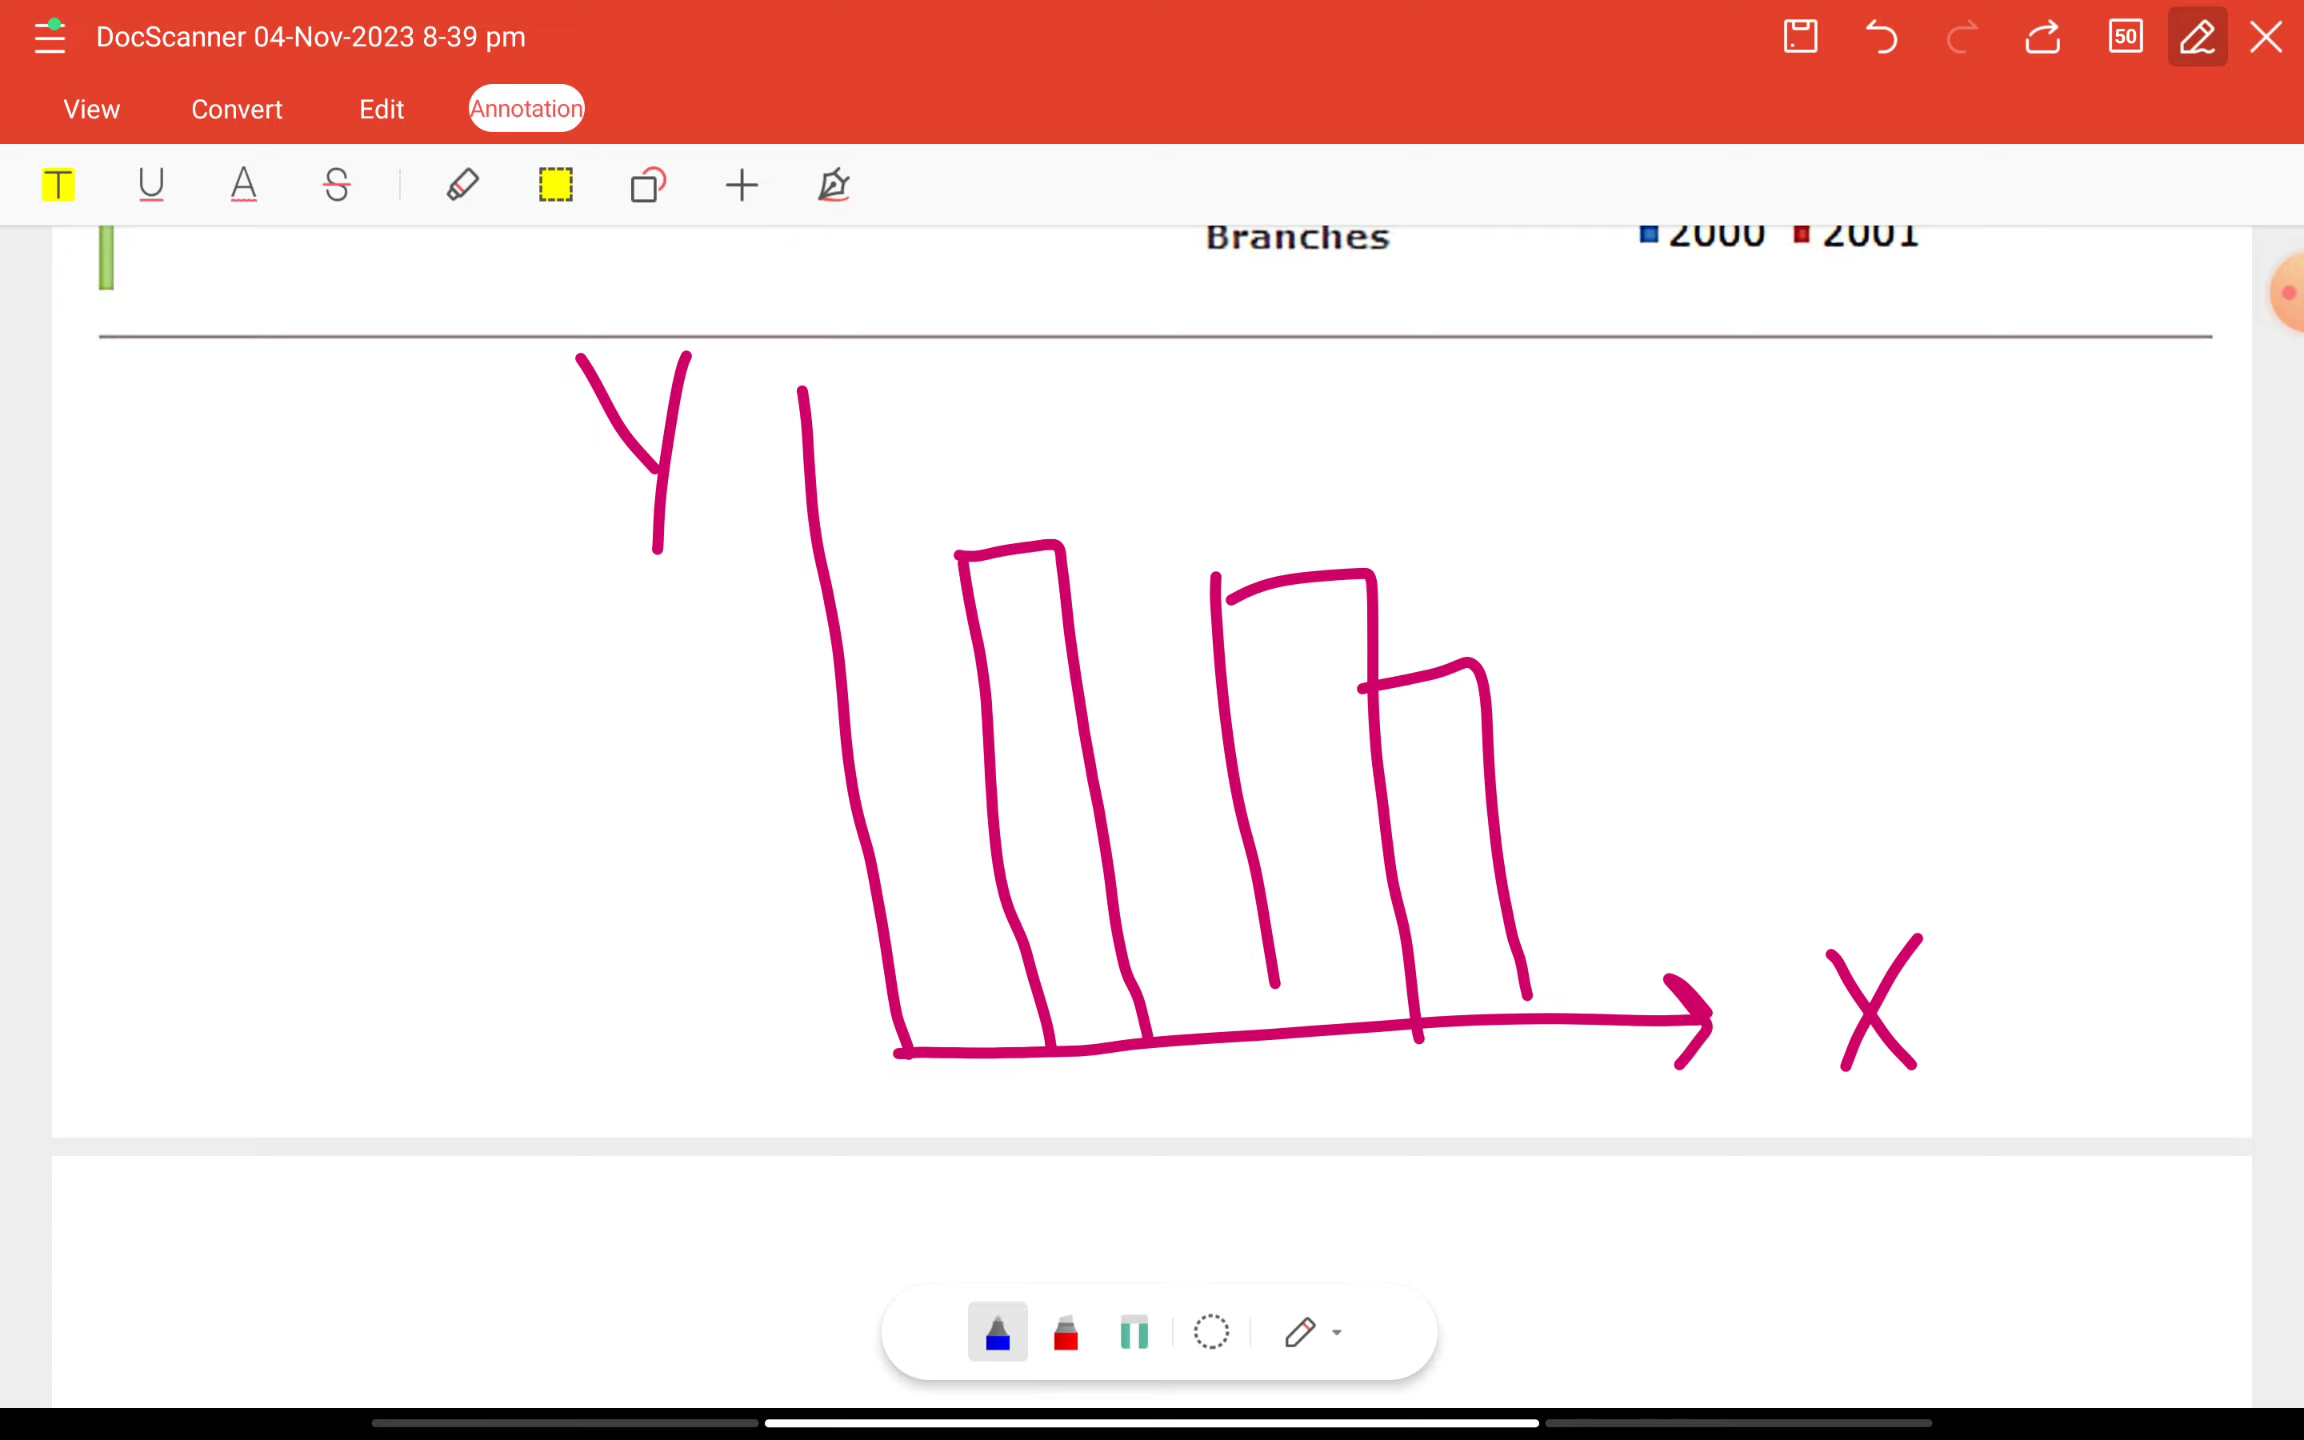 DocScanner 04-Nov-2023 8-39 pm
50
View Convert Edit Annotation
T U A S
Branches 2000 2001
Y
X